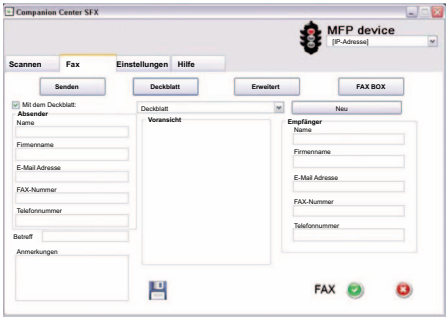 Companion Center SFX
MFP device
[IP-Adresse]
Scannen Fax Einstellungen Hilfe
Senden Deckblatt Erweitert FAX BOX
Mit dem Deckblatt: Deckblatt Neu
Absender
Name
Firmenname
E-Mail Adresse
FAX-Nummer
Telefonnummer
Betreff
Anmerkungen
Voransicht
Empfänger
Name
Firmenname
E-Mail Adresse
FAX-Nummer
Telefonnummer
FAX